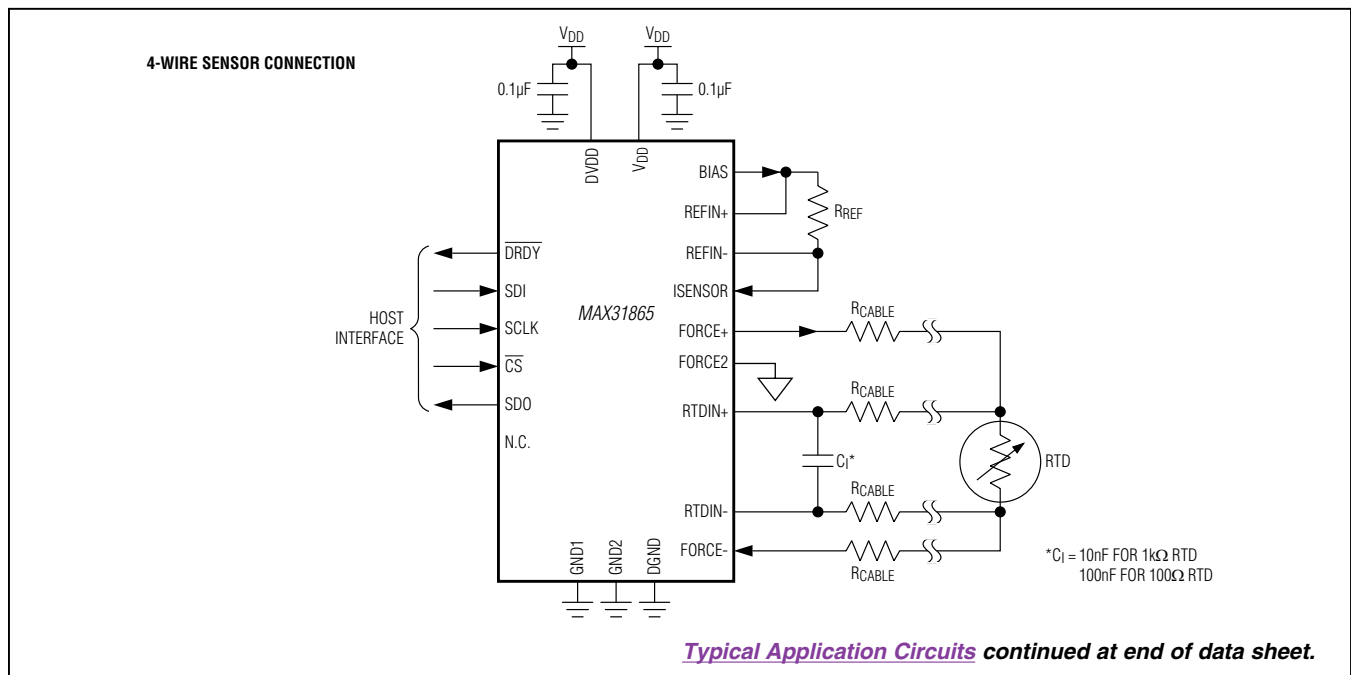 4-WIRE SENSOR CONNECTION
VDD
VDD
0.1µF
0.1µF
DVDD
VDD
BIAS
REFIN+
RREF
REFIN-
ISENSOR
DRDY
SDI
SCLK
CS
SDO
N.C.
HOST
INTERFACE
MAX31865
FORCE+
RCABLE
FORCE2
RTDIN+
RCABLE
CI*
RTD
RTDIN-
RCABLE
FORCE-
RCABLE
GND1
GND2
DGND
*CI = 10nF FOR 1kΩ RTD
100nF FOR 100Ω RTD
Typical Application Circuits continued at end of data sheet.